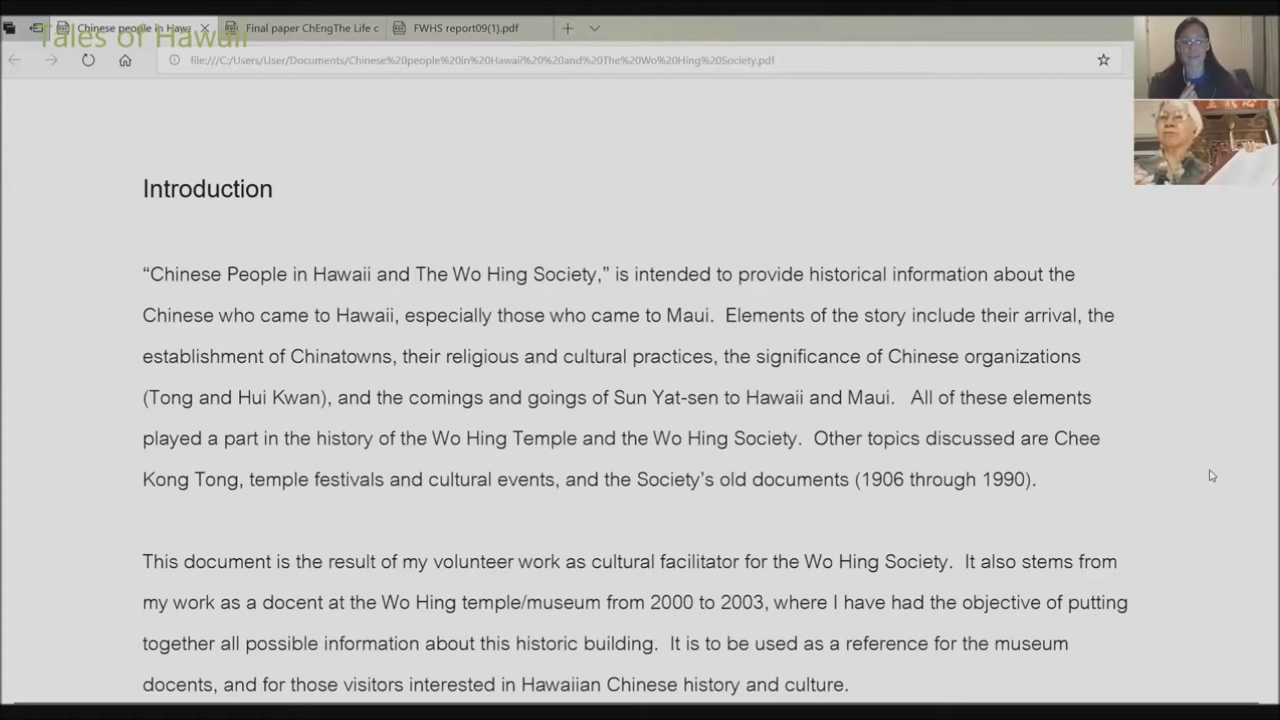 Chinese people in Hawa
Final paper ChEngThe Life c
FWHS report09(1).pdf
Tales of Hawaii
file:///C:/Users/User/Documents/Chinese%20people%20in%20Hawaii%20%20and%20The%20Wo%20Hing%20Society.pdf
Introduction
“Chinese People in Hawaii and The Wo Hing Society,” is intended to provide historical information about the
Chinese who came to Hawaii, especially those who came to Maui.  Elements of the story include their arrival, the
establishment of Chinatowns, their religious and cultural practices, the significance of Chinese organizations
(Tong and Hui Kwan), and the comings and goings of Sun Yat-sen to Hawaii and Maui.   All of these elements
played a part in the history of the Wo Hing Temple and the Wo Hing Society.  Other topics discussed are Chee
Kong Tong, temple festivals and cultural events, and the Society’s old documents (1906 through 1990).
This document is the result of my volunteer work as cultural facilitator for the Wo Hing Society.  It also stems from
my work as a docent at the Wo Hing temple/museum from 2000 to 2003, where I have had the objective of putting
together all possible information about this historic building.  It is to be used as a reference for the museum
docents, and for those visitors interested in Hawaiian Chinese history and culture.